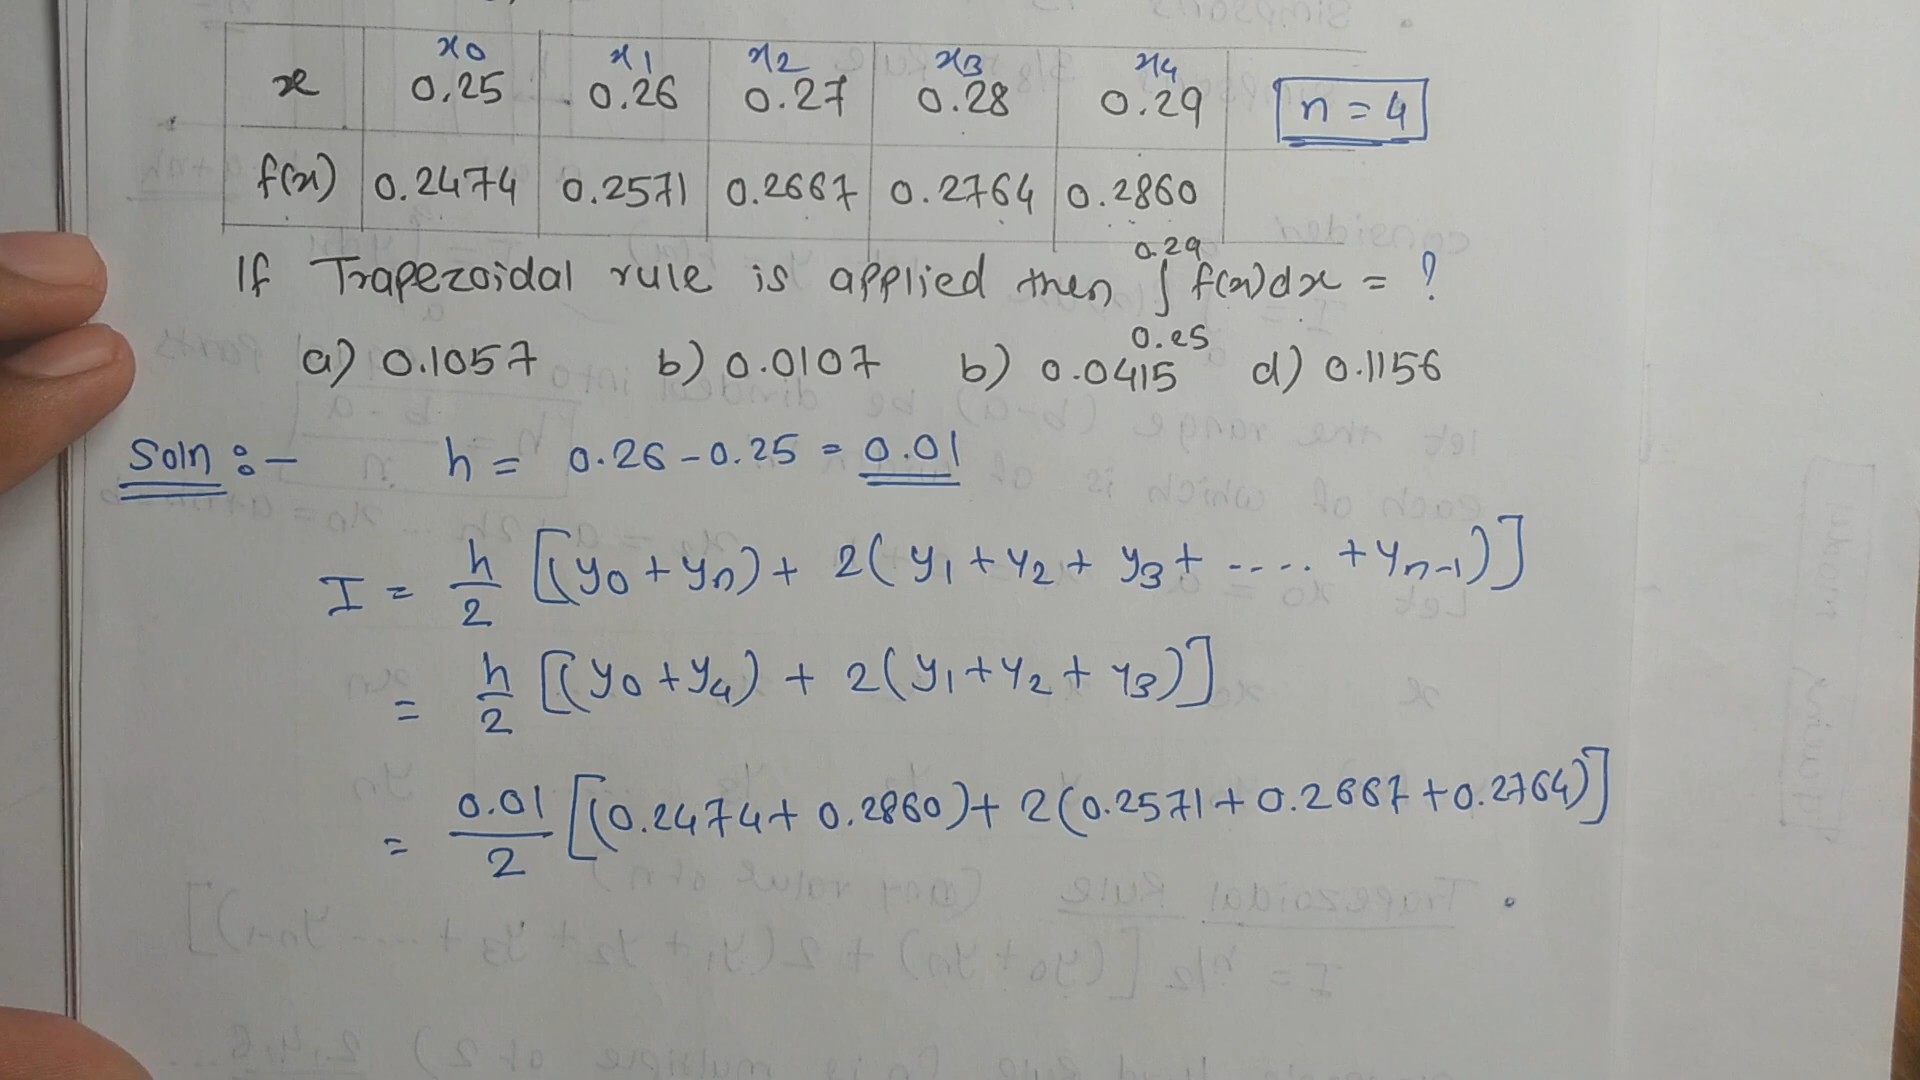 x0 x1 x2 x3 x4
x 0.25 0.26 0.27 0.28 0.29 n = 4
f(x) 0.2474 0.2571 0.2667 0.2764 0.2860
If Trapezoidal rule is applied then ∫ 0.25 0.29 f(x)dx = ?
a) 0.1057 b) 0.0107 b) 0.0415 d) 0.1156
Soln :- h = 0.26 - 0.25 = 0.01
I = h/2 [(y0 + yn) + 2(y1 + y2 + y3 + .... + yn-1)]
= h/2 [(y0 + y4) + 2(y1 + y2 + y3)]
= 0.01/2 [(0.2474 + 0.2860) + 2(0.2571 + 0.2667 + 0.2764)]